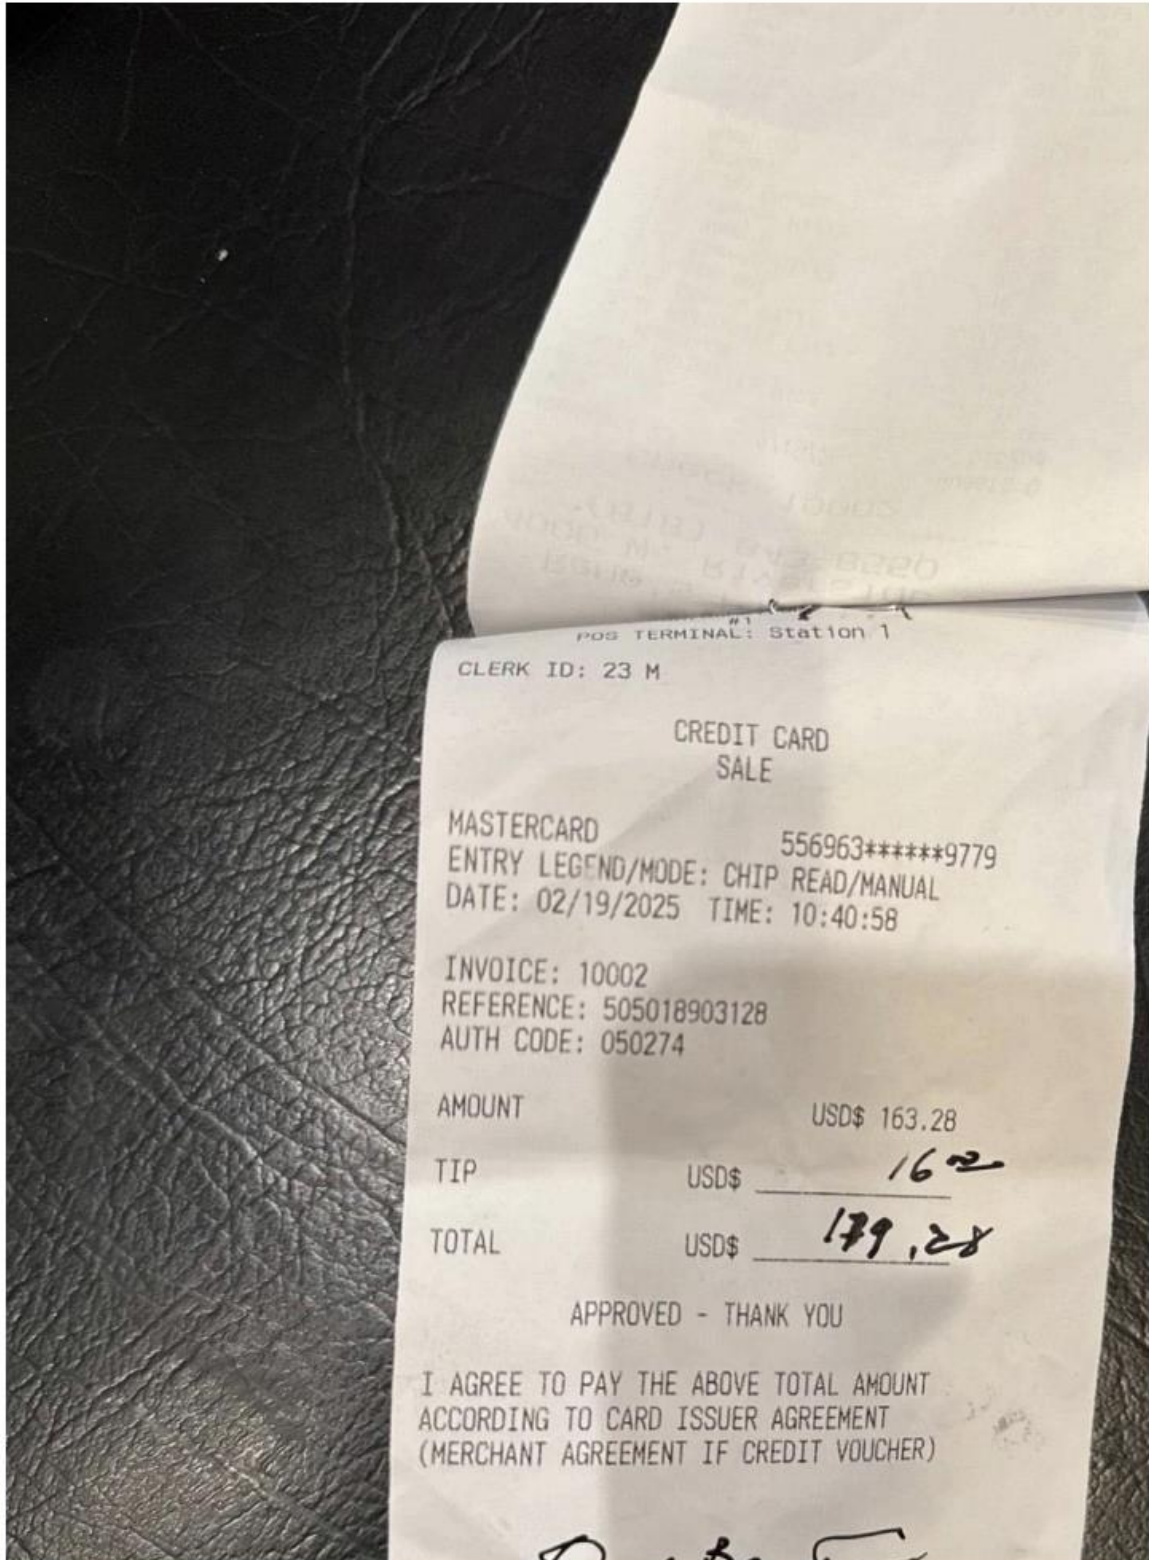 #1
POS TERMINAL: Station 1
CLERK ID: 23 M
CREDIT CARD
SALE
MASTERCARD 556963******9779
ENTRY LEGEND/MODE: CHIP READ/MANUAL
DATE: 02/19/2025 TIME: 10:40:58
INVOICE: 10002
REFERENCE: 505018903128
AUTH CODE: 050274
AMOUNT USD$ 163.28
TIP USD$ 16 00
TOTAL USD$ 179.28
APPROVED - THANK YOU
I AGREE TO PAY THE ABOVE TOTAL AMOUNT
ACCORDING TO CARD ISSUER AGREEMENT
(MERCHANT AGREEMENT IF CREDIT VOUCHER)